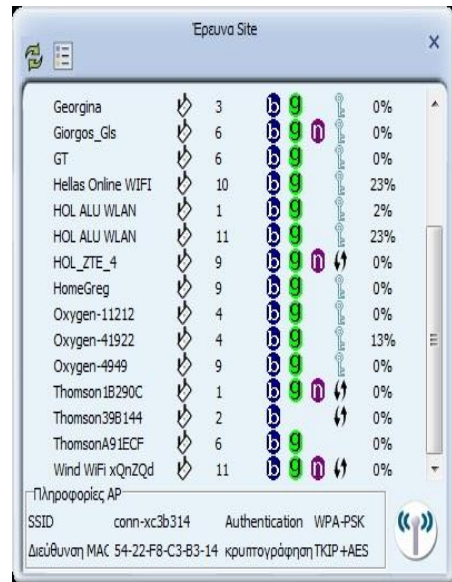 Έρευνα Site
Georgina 3 b g 0%
Giorgos_Gls 6 b g n 0%
GT 6 b g 0%
Hellas Online WIFI 10 b g 23%
HOL ALU WLAN 1 b g 2%
HOL ALU WLAN 11 b g 23%
HOL_ZTE_4 9 b g n 0%
HomeGreg 9 b g 0%
Oxygen-11212 4 b g 0%
Oxygen-41922 4 b g 13%
Oxygen-4949 9 b g 0%
Thomson1B290C 1 b g n 0%
Thomson39B144 2 b 0%
ThomsonA91ECF 6 b g 0%
Wind WiFi xQnZQd 11 b g n 0%
Πληροφορίες AP
SSID conn-xc3b314 Authentication WPA-PSK
Διεύθυνση MAC 54-22-F8-C3-B3-14 κρυπτογράφηση TKIP+AES